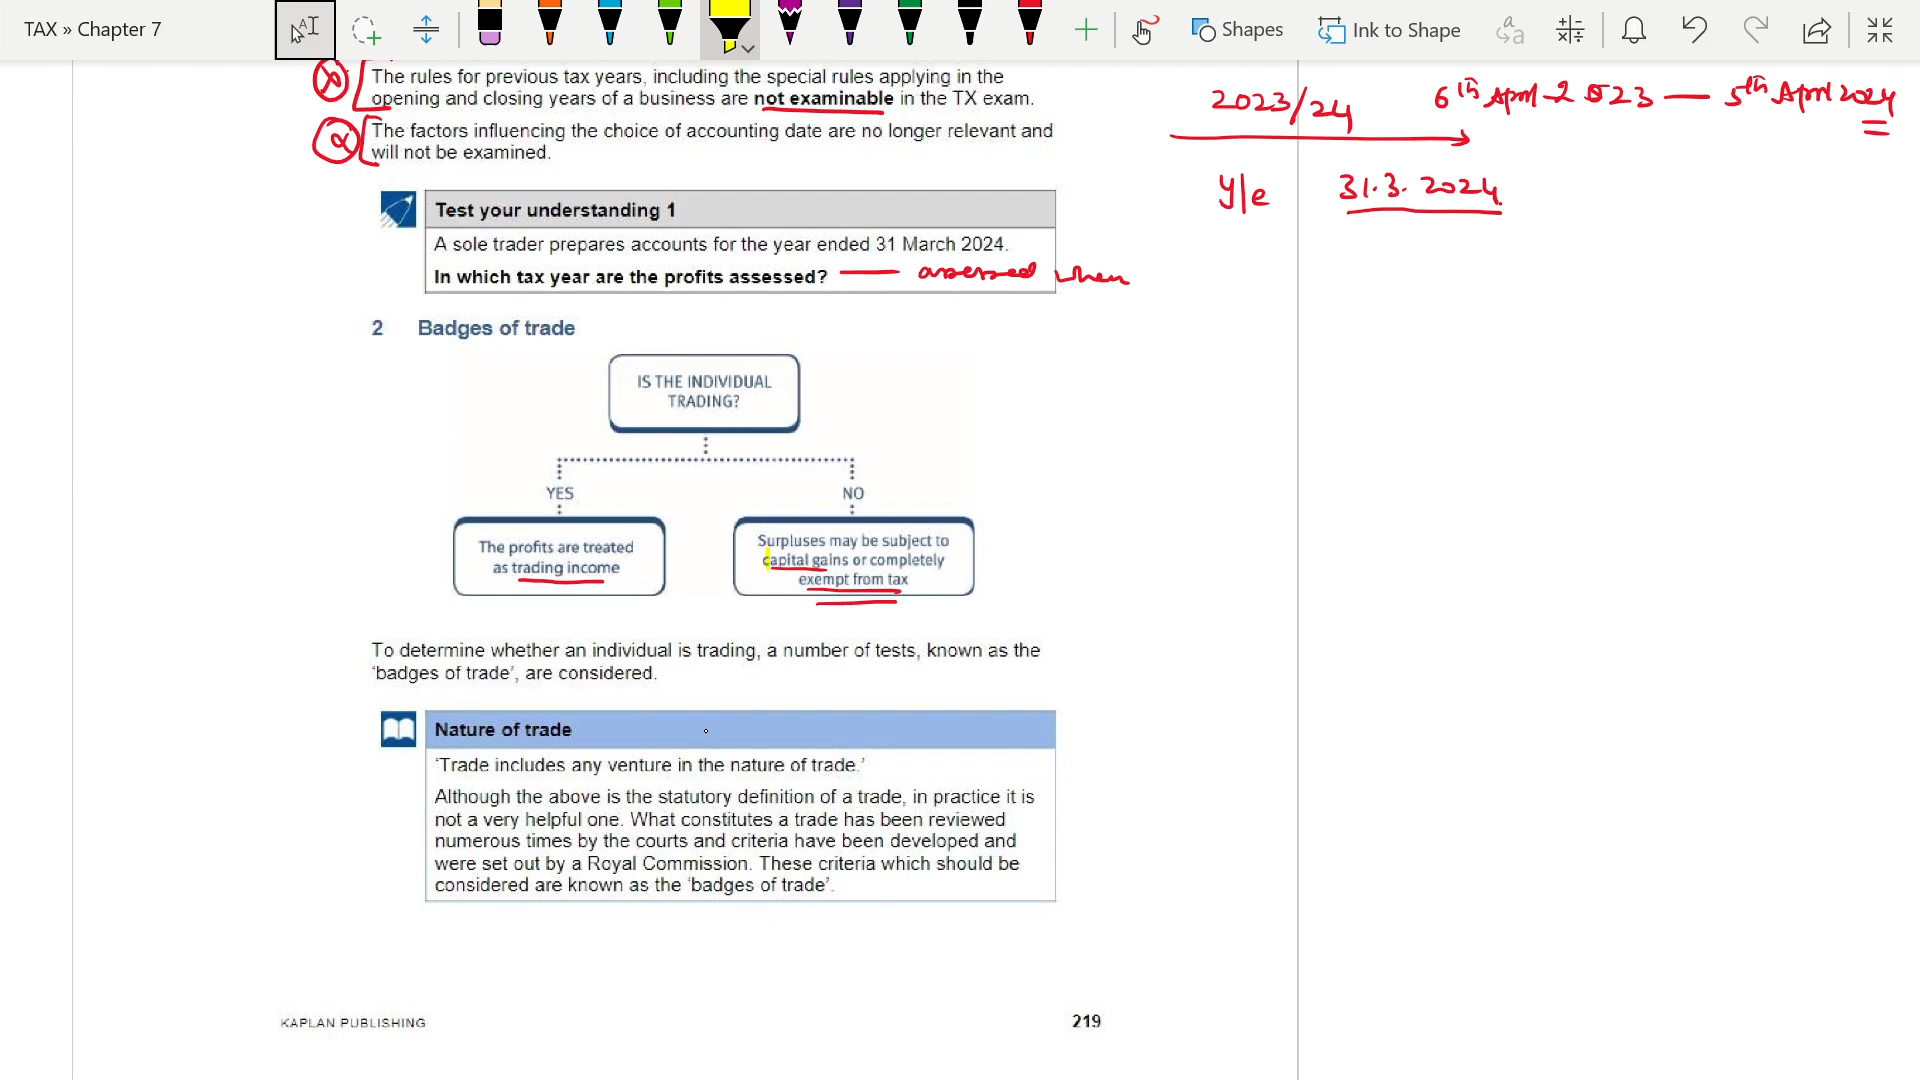 TAX » Chapter 7
Shapes
Ink to Shape
The rules for previous tax years, including the special rules applying in the
opening and closing years of a business are not examinable in the TX exam.
The factors influencing the choice of accounting date are no longer relevant and
will not be examined.
2023/24 6th April 2023 — 5th April 2024
Y/e 31.3.2024
Test your understanding 1
A sole trader prepares accounts for the year ended 31 March 2024.
In which tax year are the profits assessed? — assessed when
2 Badges of trade
IS THE INDIVIDUAL
TRADING?
YES NO
The profits are treated
as trading income
Surpluses may be subject to
capital gains or completely
exempt from tax
To determine whether an individual is trading, a number of tests, known as the
‘badges of trade’, are considered.
Nature of trade
‘Trade includes any venture in the nature of trade.’
Although the above is the statutory definition of a trade, in practice it is
not a very helpful one. What constitutes a trade has been reviewed
numerous times by the courts and criteria have been developed and
were set out by a Royal Commission. These criteria which should be
considered are known as the ‘badges of trade’.
KAPLAN PUBLISHING 219